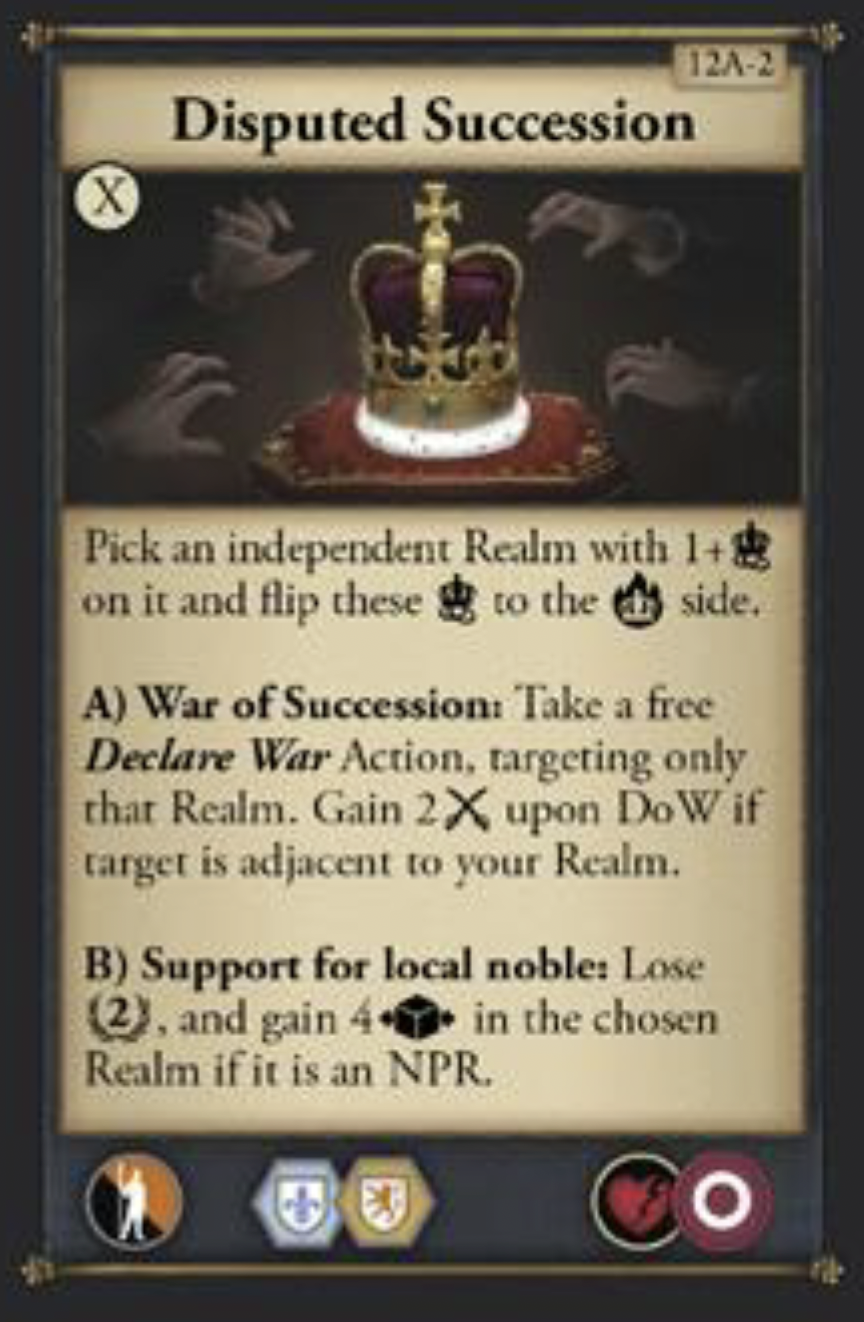 12A-2
Disputed Succession
X
Pick an independent Realm with 1+
on it and flip these to the side.
A) War of Succession: Take a free
Declare War Action, targeting only
that Realm. Gain 2 upon DoW if
target is adjacent to your Realm.
B) Support for local noble: Lose
(2), and gain 4 in the chosen
Realm if it is an NPR.